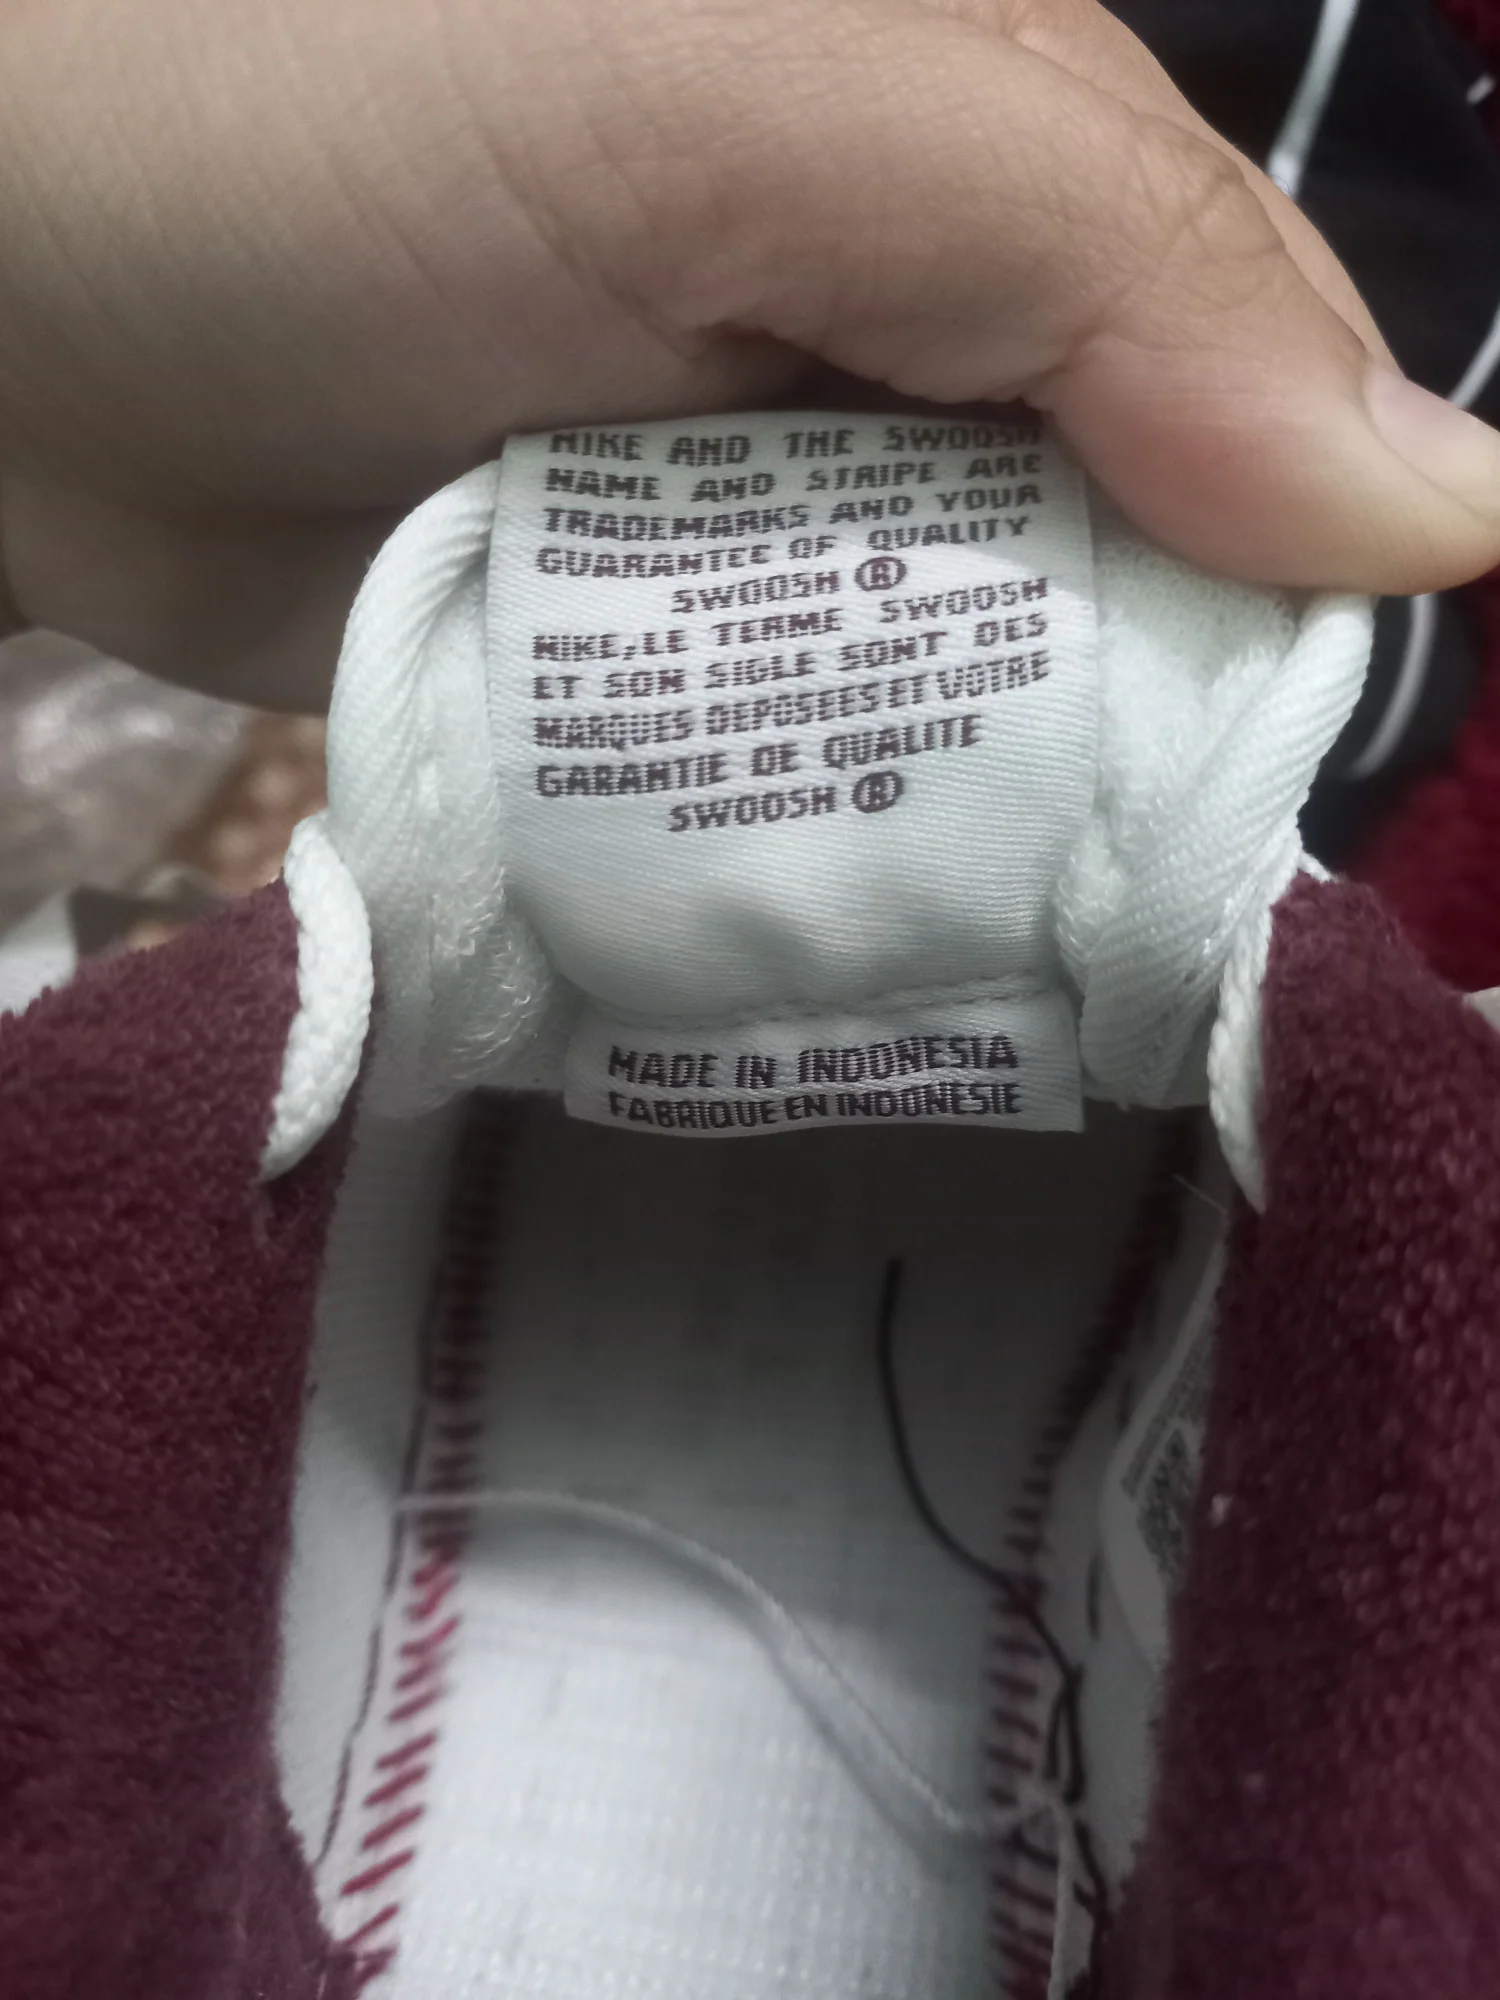 NIKE AND THE SWOOSH
NAME AND STRIPE ARE
TRADEMARKS AND YOUR
GUARANTEE OF QUALITY
SWOOSH ®
NIKE, LE TERME SWOOSH
ET SON SIGLE SONT DES
MARQUES DEPOSEES ET VOTRE
GARANTIE DE QUALITE
SWOOSH ®
MADE IN INDONESIA
FABRIQUE EN INDONESIE